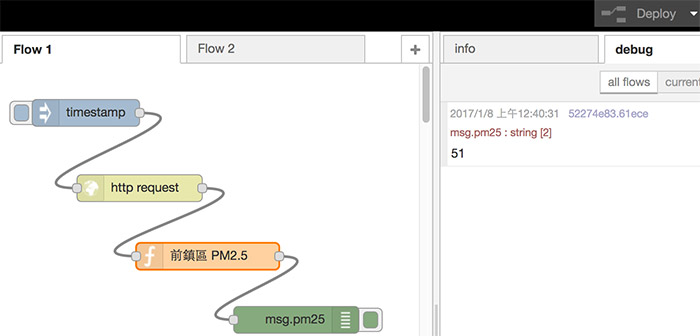 Deploy
Flow 1
Flow 2
info
debug
all flows
current
timestamp
http request
前鎮區 PM2.5
msg.pm25
2017/1/8 上午12:40:31 52274e83.61ece
msg.pm25 : string [2]
51